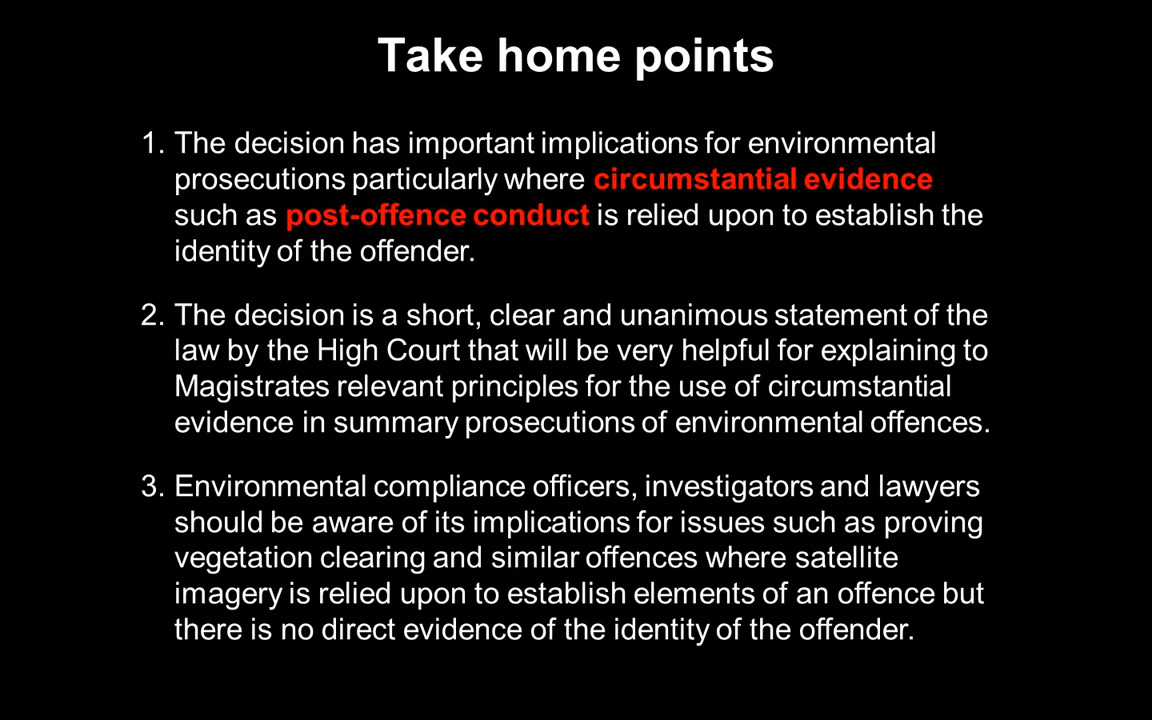 Take home points
1. The decision has important implications for environmental
prosecutions particularly where circumstantial evidence
such as post-offence conduct is relied upon to establish the
identity of the offender.
2. The decision is a short, clear and unanimous statement of the
law by the High Court that will be very helpful for explaining to
Magistrates relevant principles for the use of circumstantial
evidence in summary prosecutions of environmental offences.
3. Environmental compliance officers, investigators and lawyers
should be aware of its implications for issues such as proving
vegetation clearing and similar offences where satellite
imagery is relied upon to establish elements of an offence but
there is no direct evidence of the identity of the offender.